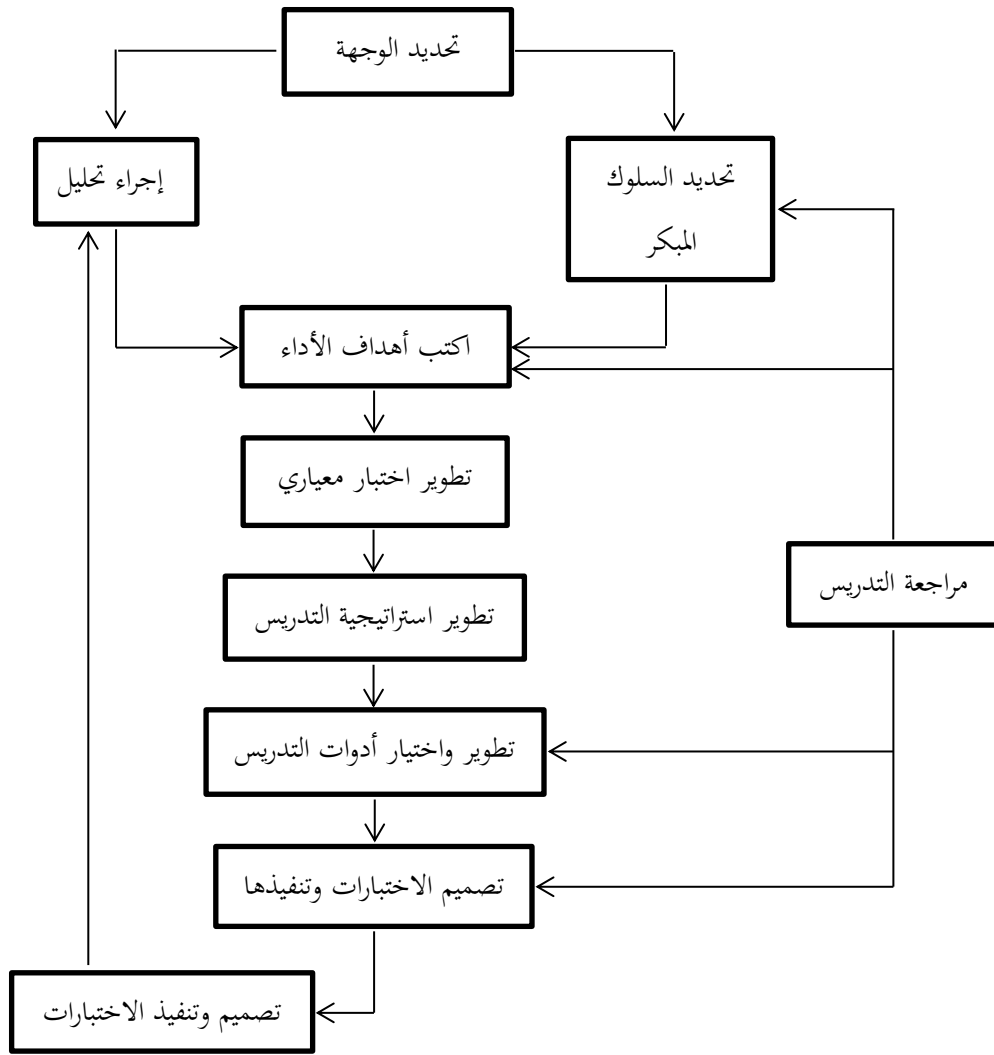 تحديد الوجهة
إجراء تحليل
تحديد السلوك
المبكر
اكتب أهداف الأداء
تطوير اختبار معياري
تطوير استراتيجية التدريس
مراجعة التدريس
تطوير واختيار أدوات التدريس
تصميم الاختبارات وتنفيذها
تصميم وتنفيذ الاختبارات